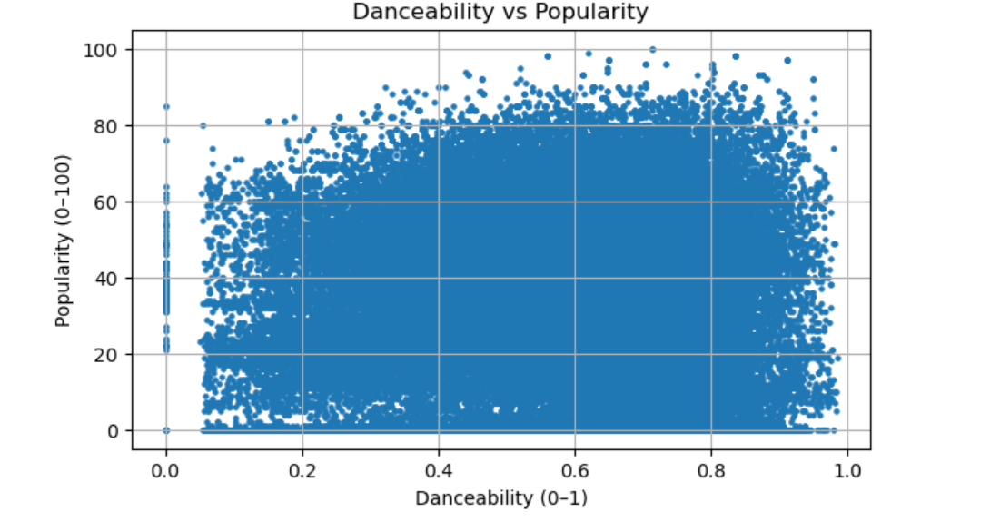 Danceability vs Popularity
Popularity (0–100)
100
80
60
40
20
0
0.0 0.2 0.4 0.6 0.8 1.0
Danceability (0–1)